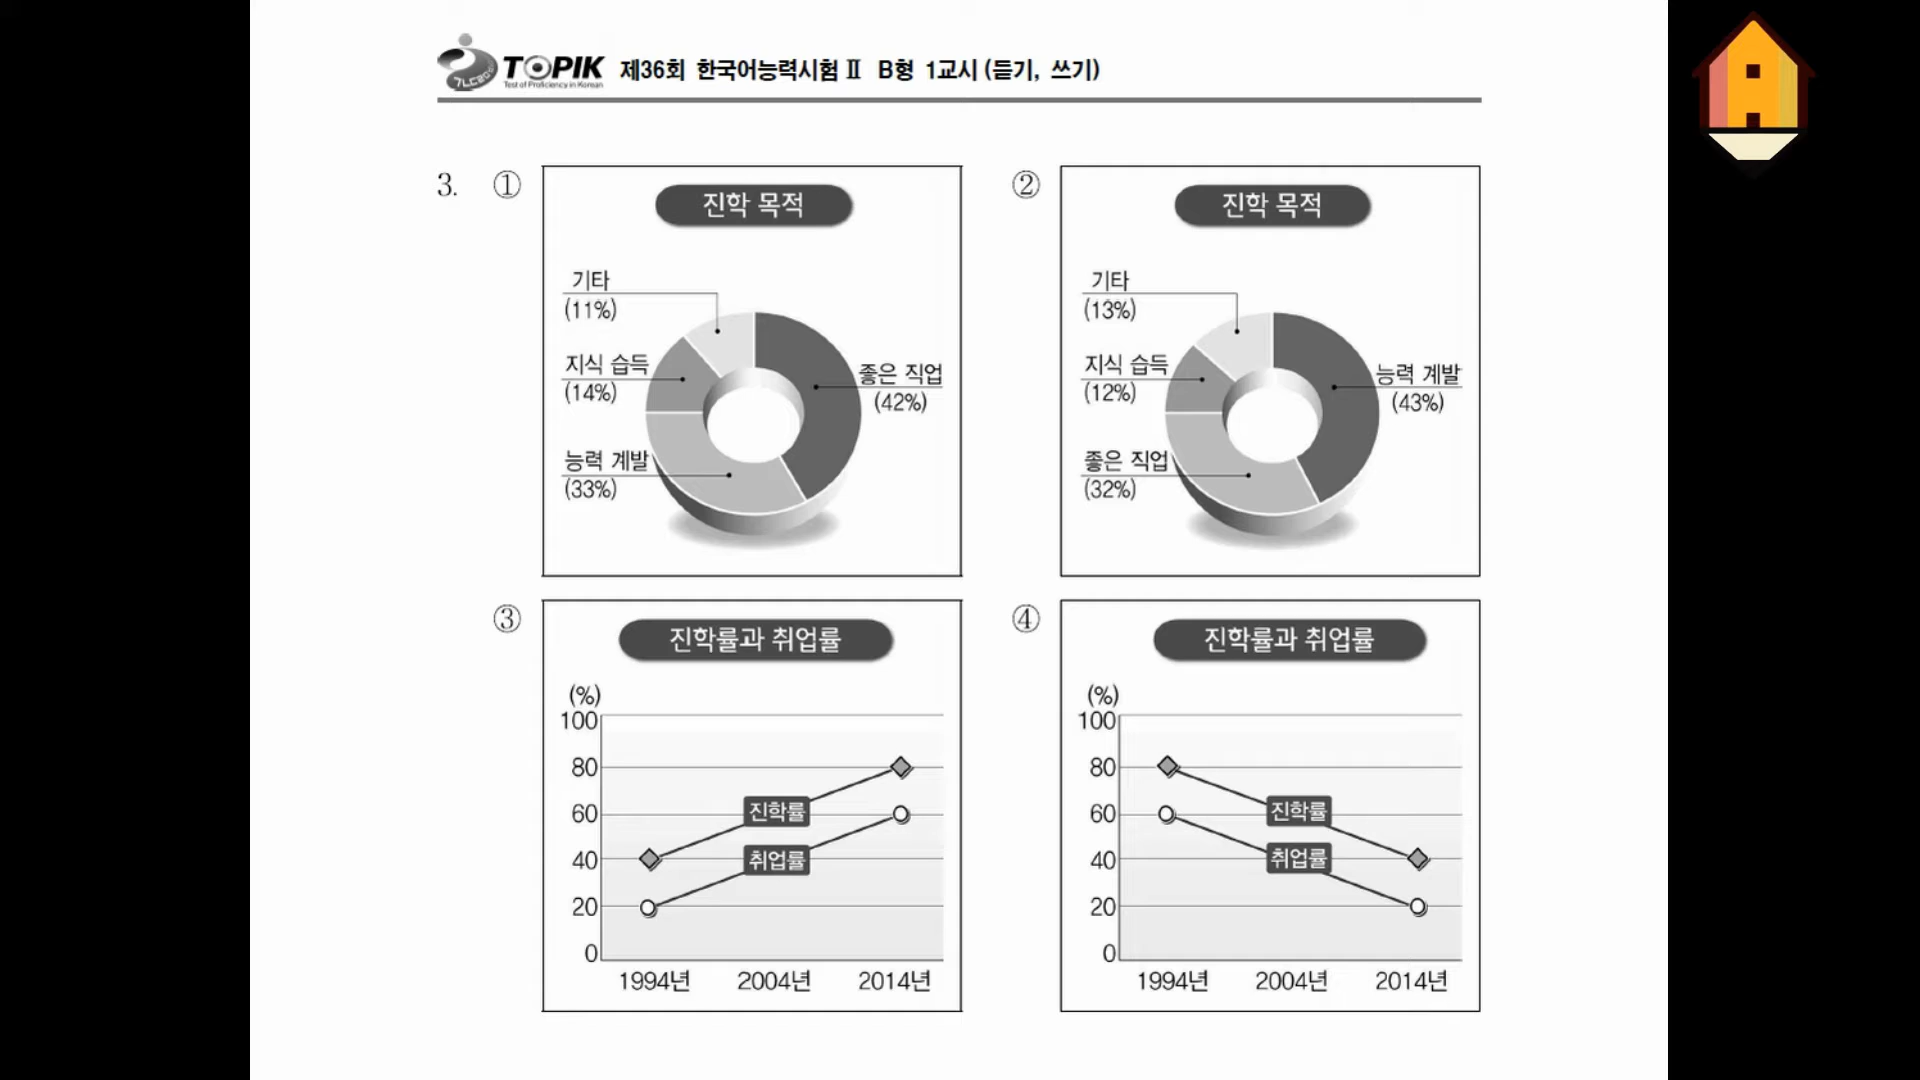 TOPIK 제36회 한국어능력시험 Ⅱ B형 1교시 (듣기, 쓰기)
Test of Proficiency in Korean
3. ①
진학 목적
기타
(11%)
지식 습득
(14%)
좋은 직업
(42%)
능력 계발
(33%)
②
진학 목적
기타
(13%)
지식 습득
(12%)
능력 계발
(43%)
좋은 직업
(32%)
③
진학률과 취업률
(%)
100
80
60
40
20
0
진학률
취업률
1994년 2004년 2014년
④
진학률과 취업률
(%)
100
80
60
40
20
0
진학률
취업률
1994년 2004년 2014년